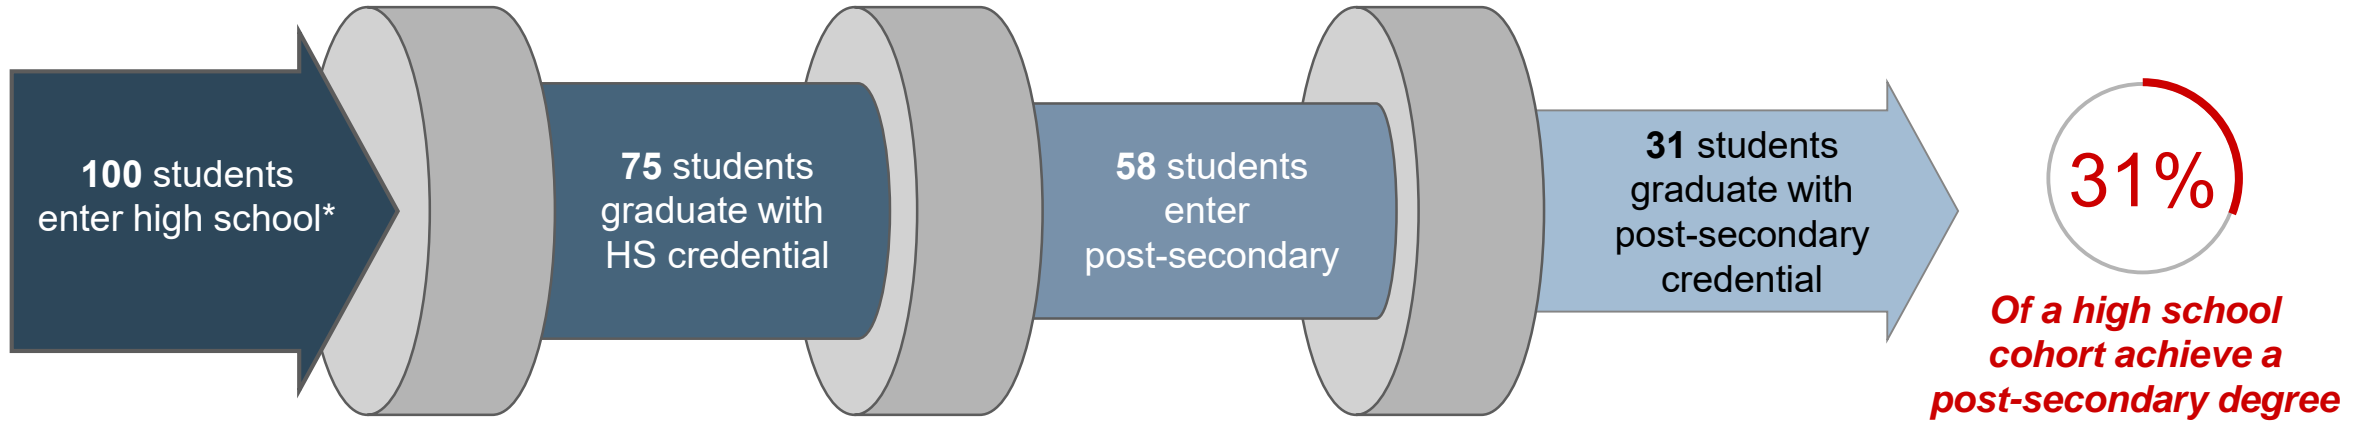 100 students
enter high school*
75 students
graduate with
HS credential
58 students
enter
post-secondary
31 students
graduate with
post-secondary
credential
31%
Of a high school
cohort achieve a
post-secondary degree